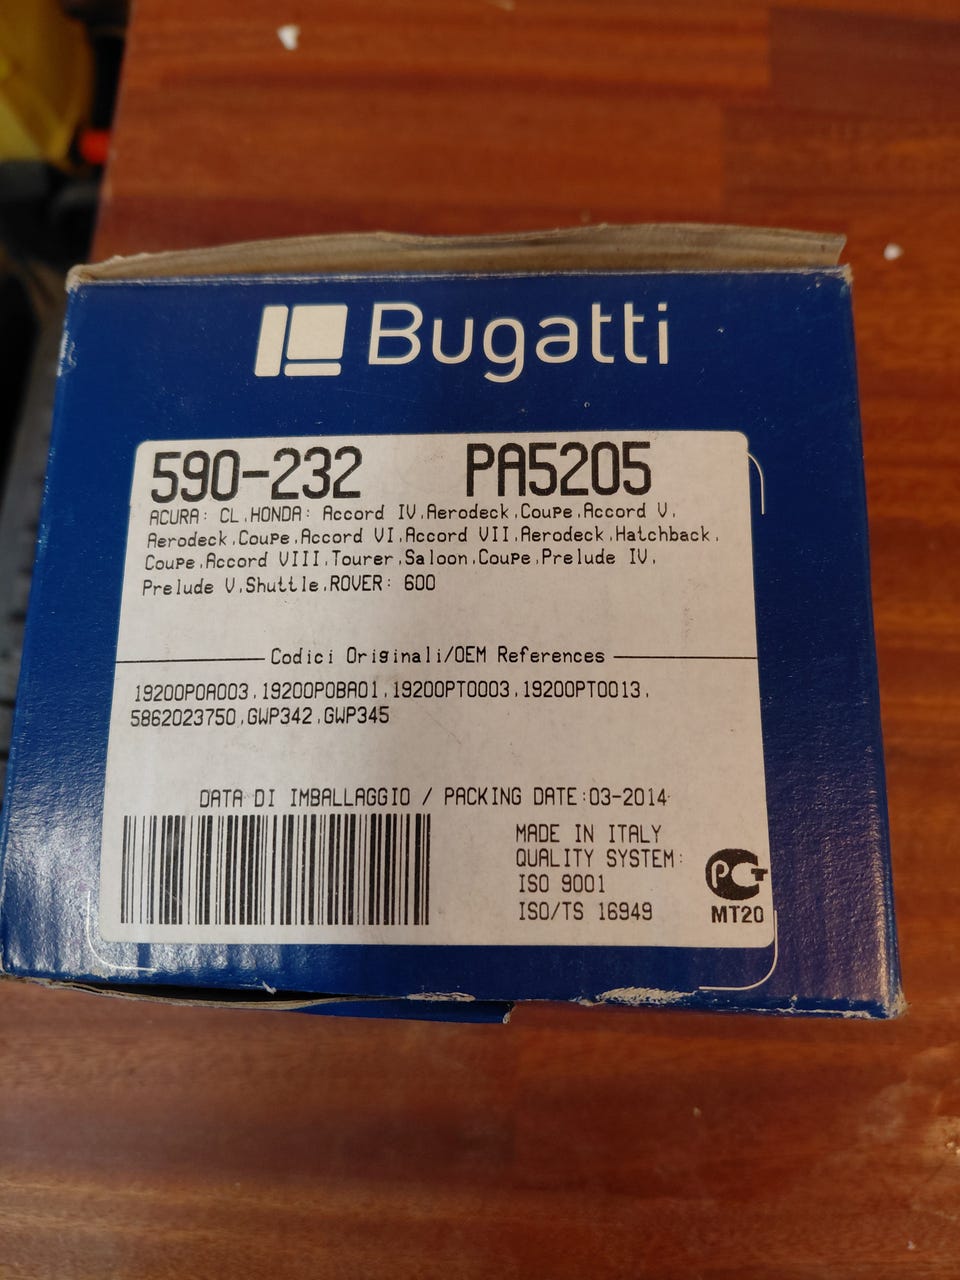 Bugatti
590-232 PA5205
ACURA: CL,HONDA: Accord IV,Aerodeck,Coupe,Accord V,
Aerodeck,Coupe,Accord VI,Accord VII,Aerodeck,Hatchback,
Coupe,Accord VIII,Tourer,Saloon,Coupe,Prelude IV,
Prelude V,Shuttle,ROVER: 600
Codici Originali/OEM References
19200P0A003,19200P0BA01,19200PT0003,19200PT0013,
5862023750,GWP342,GWP345
DATA DI IMBALLAGGIO / PACKING DATE:03-2014
MADE IN ITALY
QUALITY SYSTEM:
ISO 9001
ISO/TS 16949
PCT
MT20